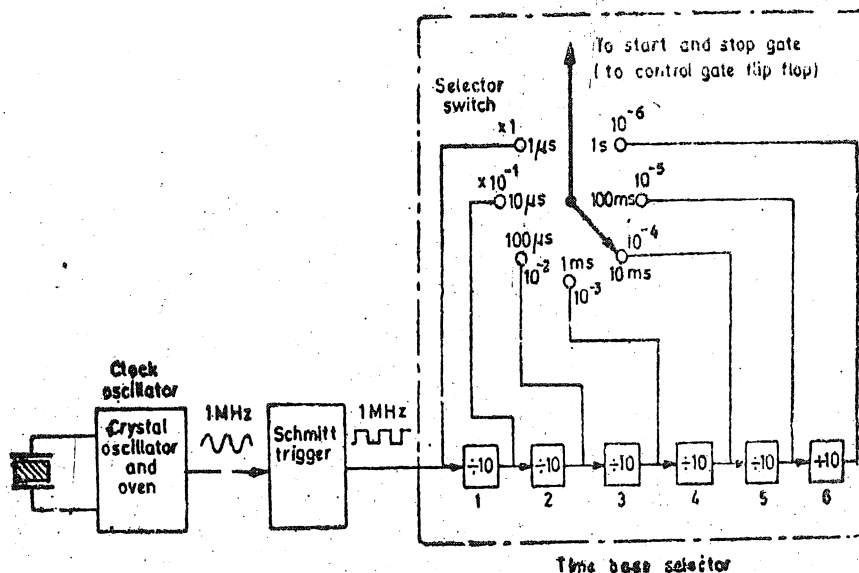 To start and stop gate
(to control gate flip flop)
Selector
switch
×1
1μs
×10⁻¹
10μs
100μs
10⁻²
1ms
10⁻³
10⁻⁴
10ms
10⁻⁵
100ms
10⁻⁶
1s
Clock
oscillator
Crystal
oscillator
and
oven
1MHz
Schmitt
trigger
1MHz
÷10
÷10
÷10
÷10
÷10
÷10
1
2
3
4
5
6
Time base selector